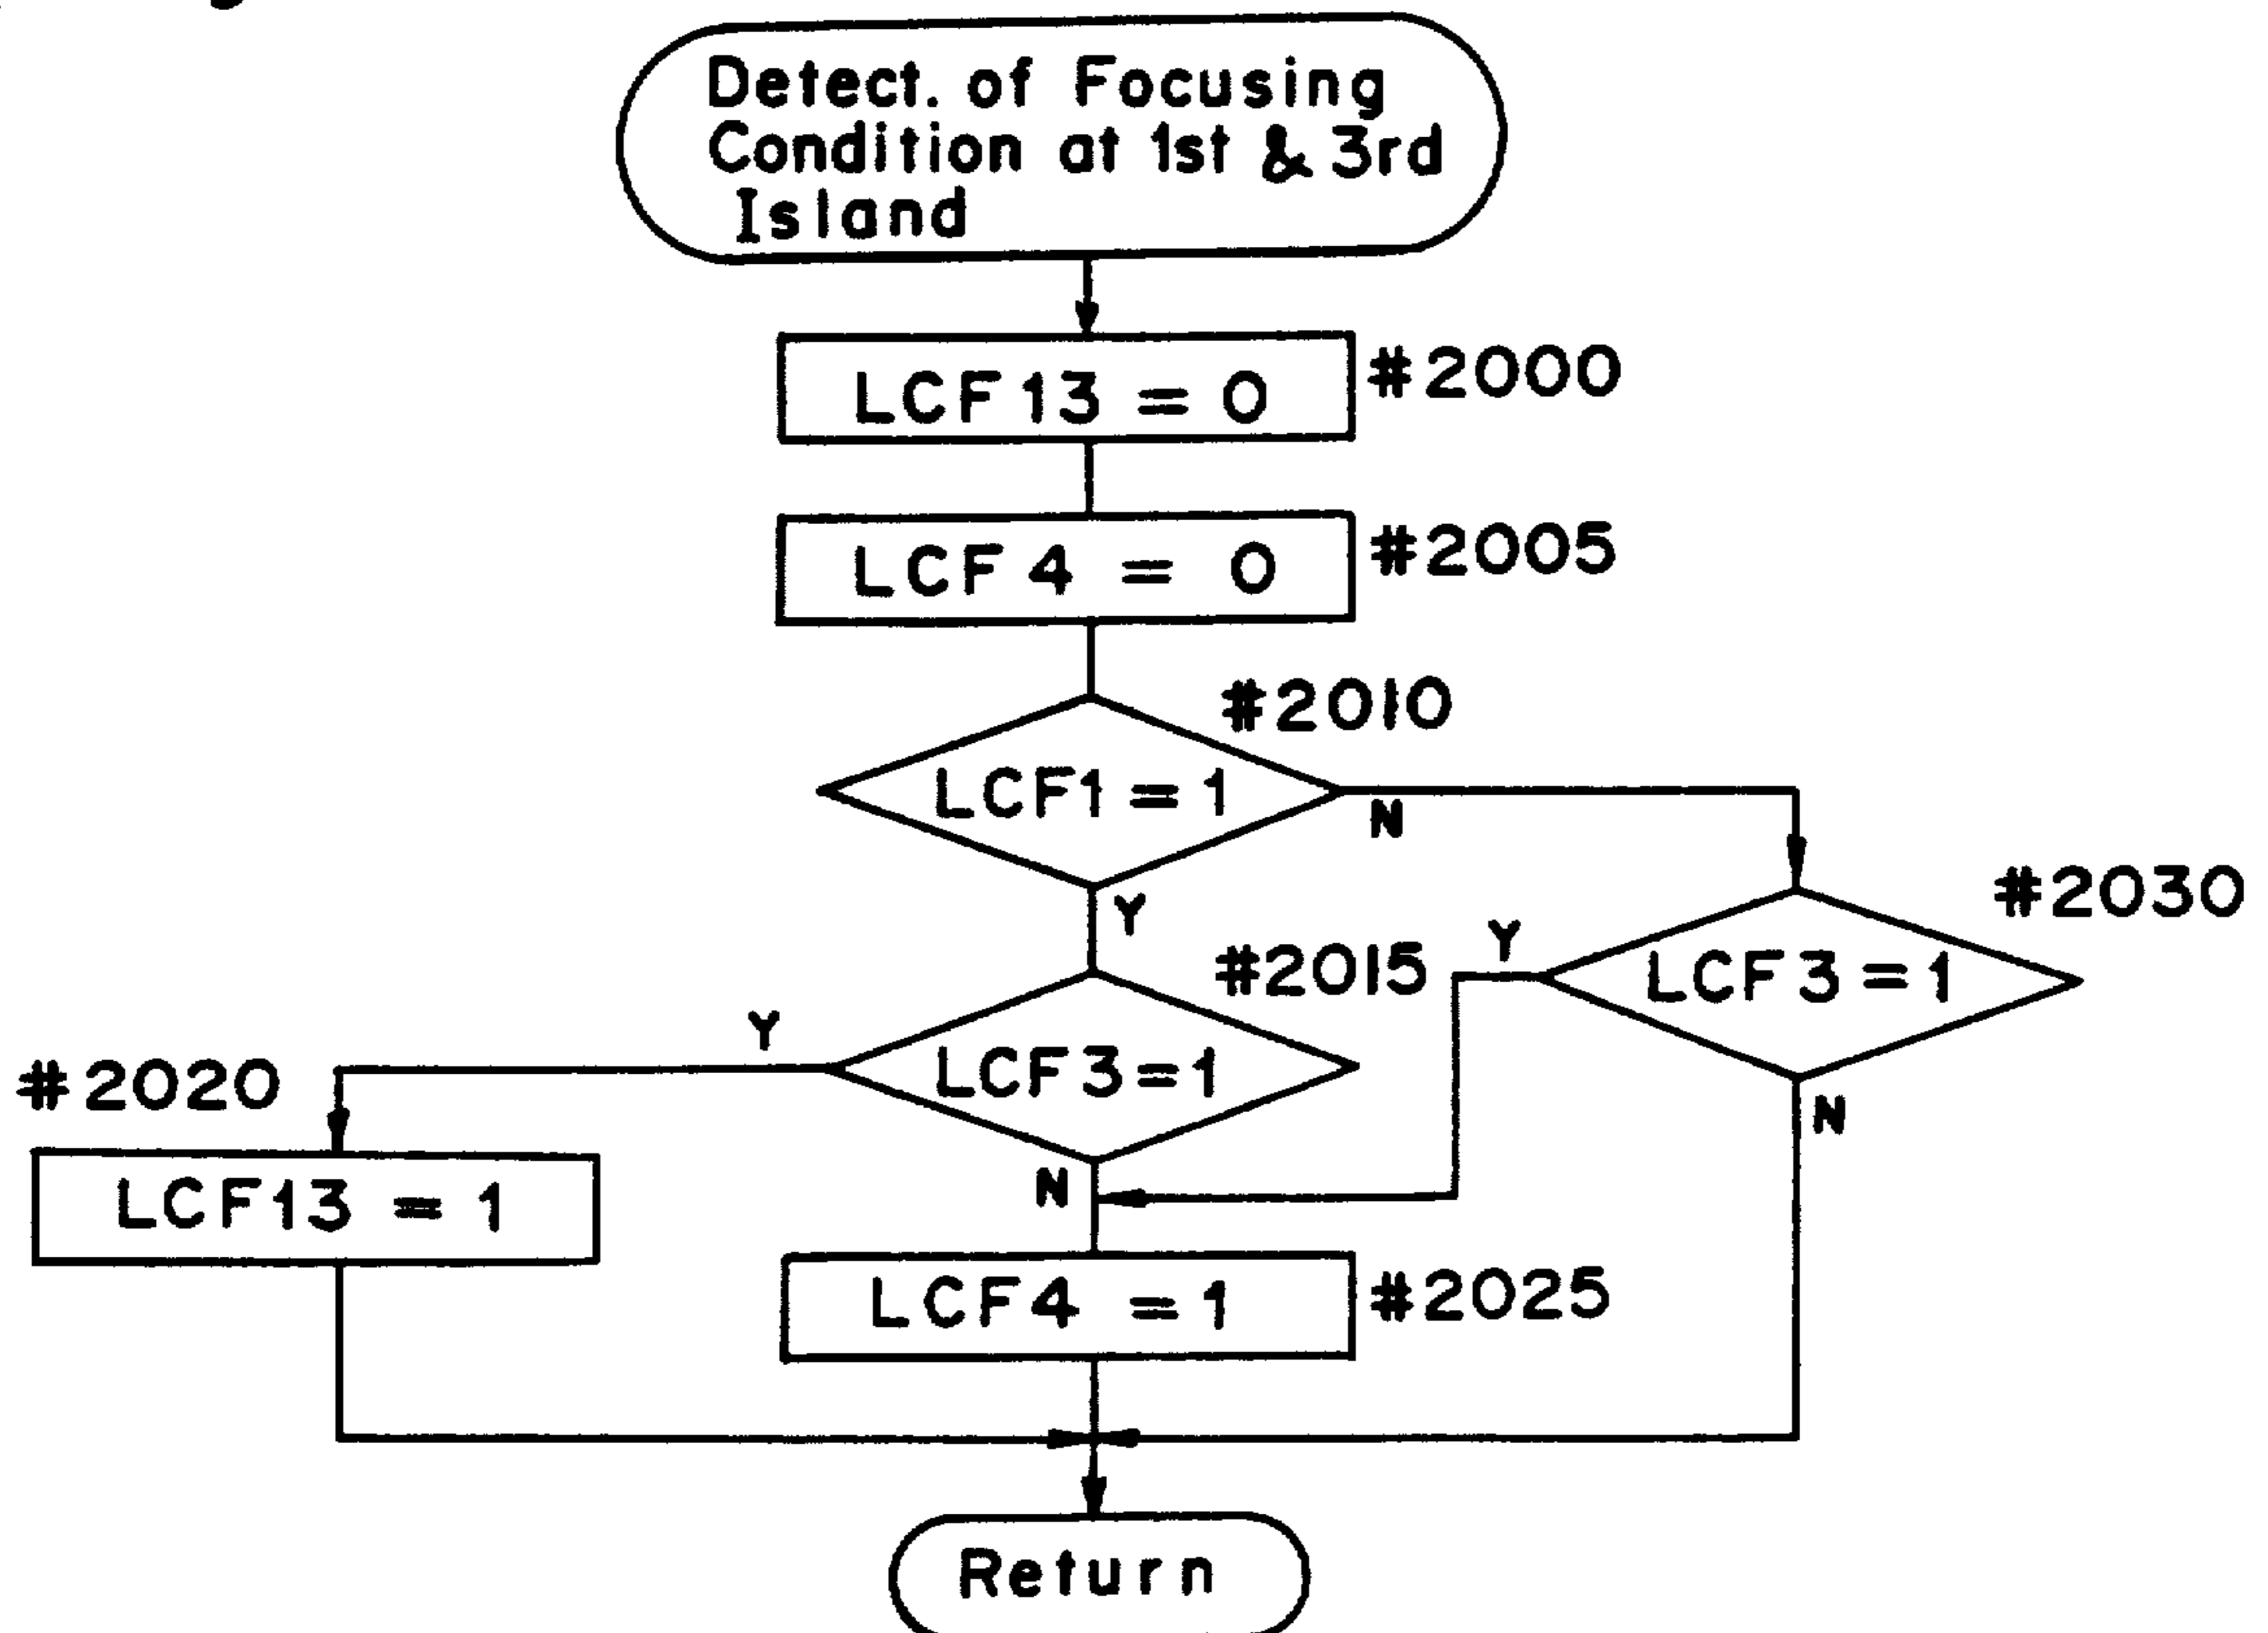 Detect. of Focusing
Condition at 1st & 3rd
Island
LCF13 = 0
#2000
LCF4 = 0
#2005
#2010
LCF1 = 1
N
Y
#2030
LCF3 = 1
Y
N
#2015
LCF3 = 1
Y
N
#2020
LCF13 = 1
LCF4 = 1
#2025
Return